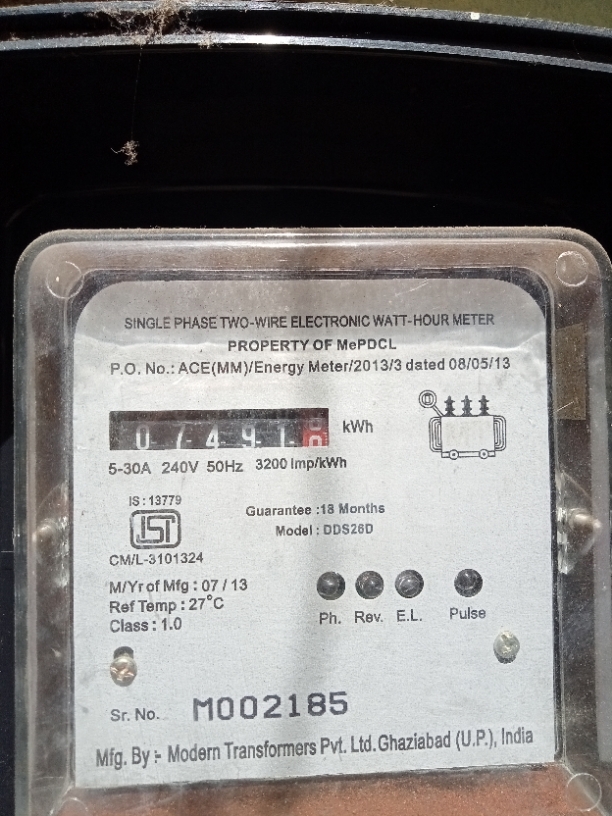 SINGLE PHASE TWO-WIRE ELECTRONIC WATT-HOUR METER
PROPERTY OF MePDCL
P.O. No.: ACE(MM)/Energy Meter/2013/3 dated 08/05/13
0 7 4 9 1 kWh
5-30A 240V 50Hz 3200 imp/kWh
IS : 13779
ISI
CM/L-3101324
Guarantee :18 Months
Model : DDS26D
M/Yr of Mfg : 07 / 13
Ref Temp : 27°C
Class : 1.0
Ph. Rev. E.L. Pulse
Sr. No. M002185
Mfg. By :- Modern Transformers Pvt. Ltd. Ghaziabad (U.P.), India